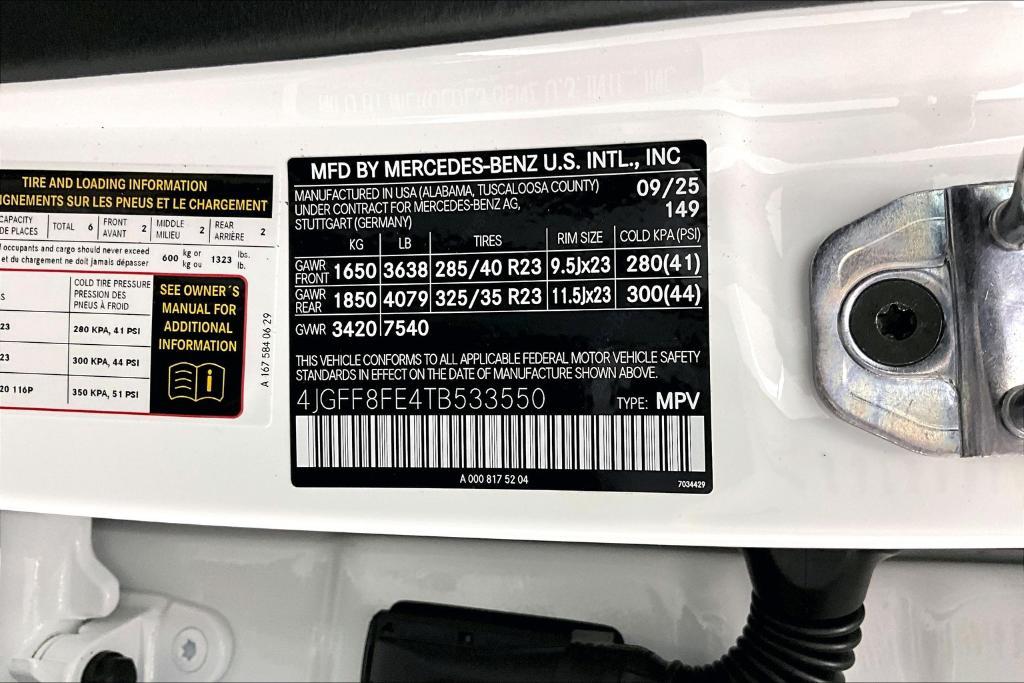 TIRE AND LOADING INFORMATION
SUR LES PNEUS ET LE CHARGEMENT
TOTAL 6 FRONT AVANT 2 MIDDLE MILIEU 2 REAR ARRIÈRE 2
DE PLACES
occupants and cargo should never exceed
et du chargement ne doit jamais dépasser
600 kg or kg ou 1323 lbs. lb.
COLD TIRE PRESSURE
PRESSION DES
PNEUS À FROID
23 280 KPA, 41 PSI
23 300 KPA, 44 PSI
20 116P 350 KPA, 51 PSI
SEE OWNER´S
MANUAL FOR
ADDITIONAL
INFORMATION
A 167 584 06 29
MFD BY MERCEDES-BENZ U.S. INTL., INC
MANUFACTURED IN USA (ALABAMA, TUSCALOOSA COUNTY) 09/25
UNDER CONTRACT FOR MERCEDES-BENZ AG, 149
STUTTGART (GERMANY)
KG LB TIRES RIM SIZE COLD KPA (PSI)
GAWR FRONT 1650 3638 285/40 R23 9.5Jx23 280(41)
GAWR REAR 1850 4079 325/35 R23 11.5Jx23 300(44)
GVWR 3420 7540
THIS VEHICLE CONFORMS TO ALL APPLICABLE FEDERAL MOTOR VEHICLE SAFETY
STANDARDS IN EFFECT ON THE DATE OF MANUFACTURE SHOWN ABOVE.
4JGFF8FE4TB533550 TYPE: MPV
A 000 817 52 04
7034429